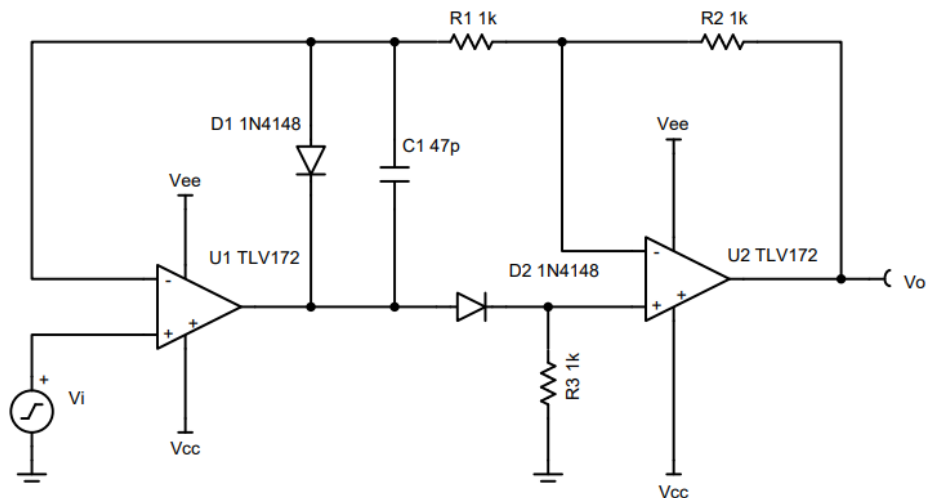 R1 1k
R2 1k
D1 1N4148
C1 47p
Vee
Vee
U1 TLV172
D2 1N4148
U2 TLV172
-
-
Vo
+
+
+
+
+
Vi
R3 1k
Vcc
Vcc